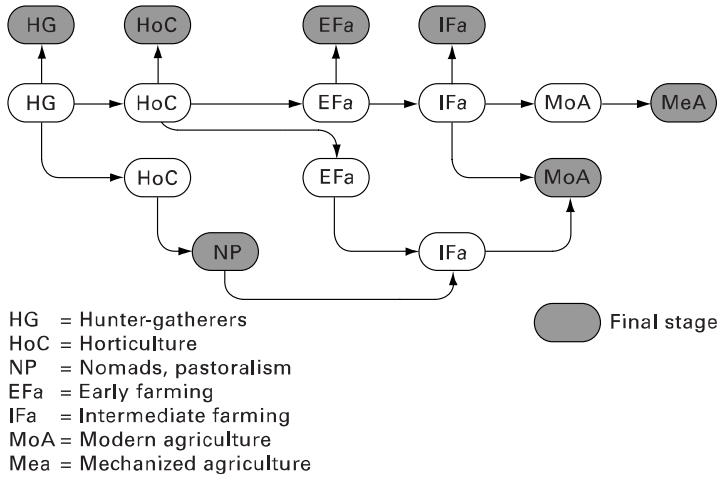 HG HoC EFa IFa
HG HoC EFa IFa MoA MeA
HoC EFa MoA
NP IFa
HG = Hunter-gatherers
HoC = Horticulture
NP = Nomads, pastoralism
EFa = Early farming
IFa = Intermediate farming
MoA = Modern agriculture
Mea = Mechanized agriculture
Final stage